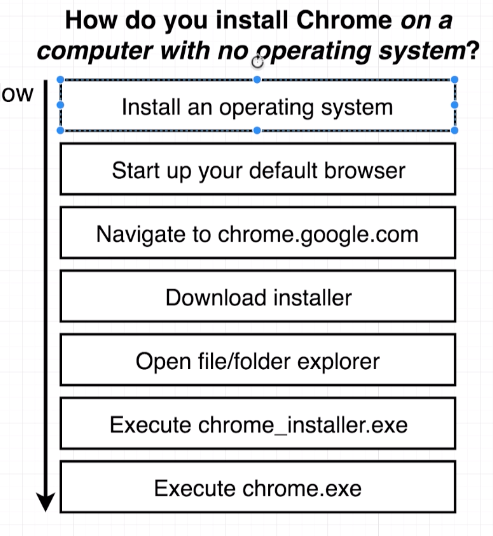 How do you install Chrome on a
computer with no operating system?
Install an operating system
Start up your default browser
Navigate to chrome.google.com
Download installer
Open file/folder explorer
Execute chrome_installer.exe
Execute chrome.exe